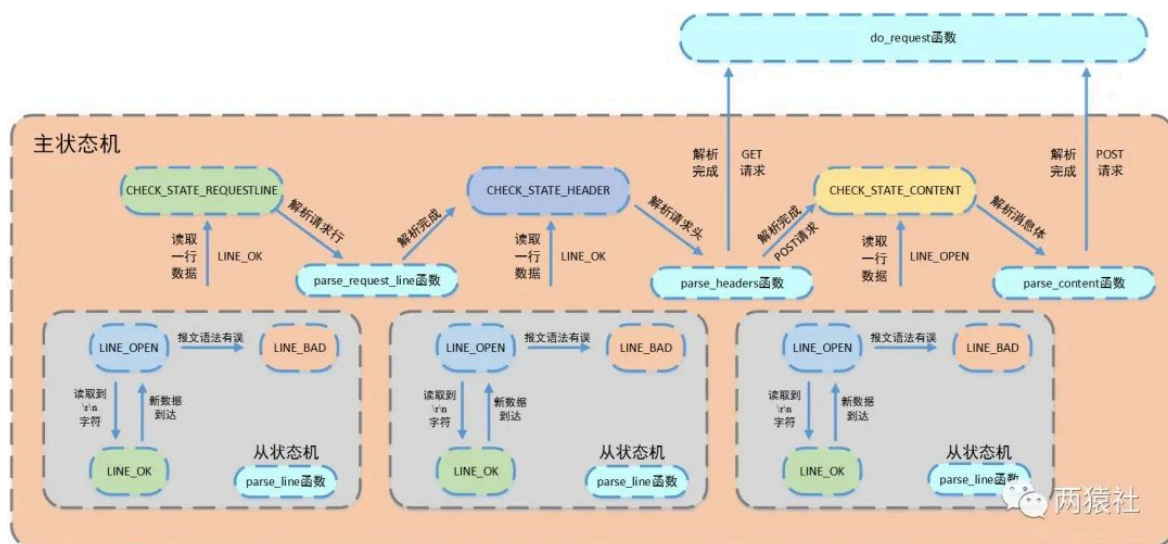 do_request函数
主状态机
解析
完成
GET
请求
解析
完成
POST
请求
CHECK_STATE_REQUESTLINE
CHECK_STATE_HEADER
CHECK_STATE_CONTENT
读取
一行
数据
LINE_OK
解析请求行
parse_request_line函数
解析完成
读取
一行
数据
LINE_OK
解析请求头
parse_headers函数
解析完成
POST请求
读取
一行
数据
LINE_OPEN
解析消息体
parse_content函数
LINE_OPEN
报文语法有误
LINE_BAD
读取到
\r\n
字符
新数据
到达
LINE_OK
从状态机
parse_line函数
LINE_OPEN
报文语法有误
LINE_BAD
读取到
\r\n
字符
新数据
到达
LINE_OK
从状态机
parse_line函数
LINE_OPEN
报文语法有误
LINE_BAD
读取到
\r\n
字符
新数据
到达
LINE_OK
从状态机
parse_line函数
两猿社